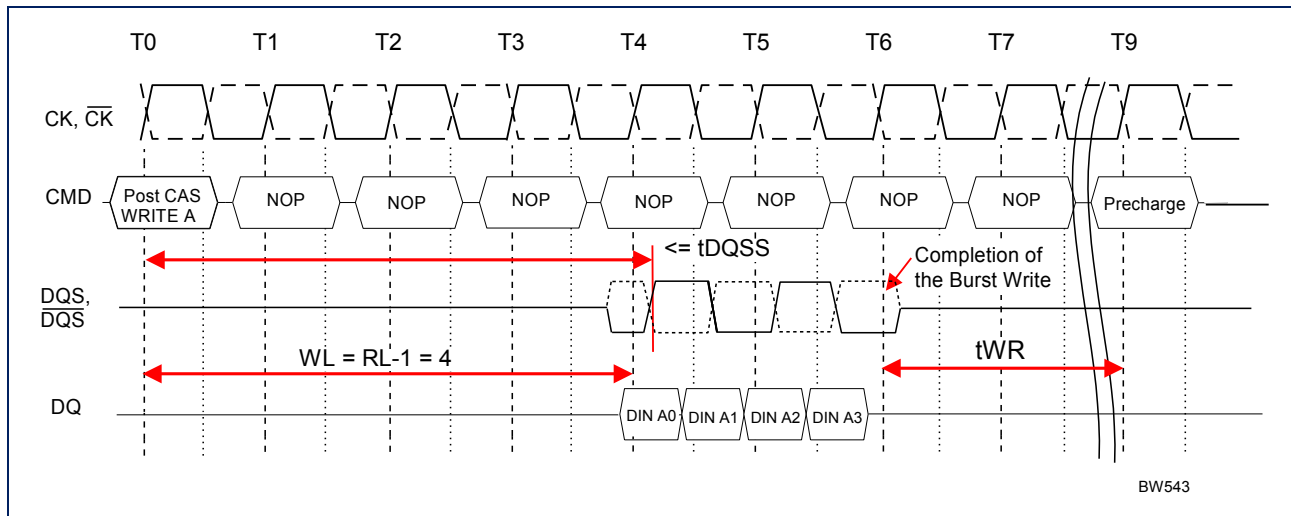 T0 T1 T2 T3 T4 T5 T6 T7 T9
CK, C̅K̅
CMD
Post CAS
WRITE A
NOP NOP NOP NOP NOP NOP NOP Precharge
<= tDQSS
Completion of
the Burst Write
DQS,
D̅Q̅S̅
WL = RL-1 = 4
tWR
DQ
DIN A0 DIN A1 DIN A2 DIN A3
BW543